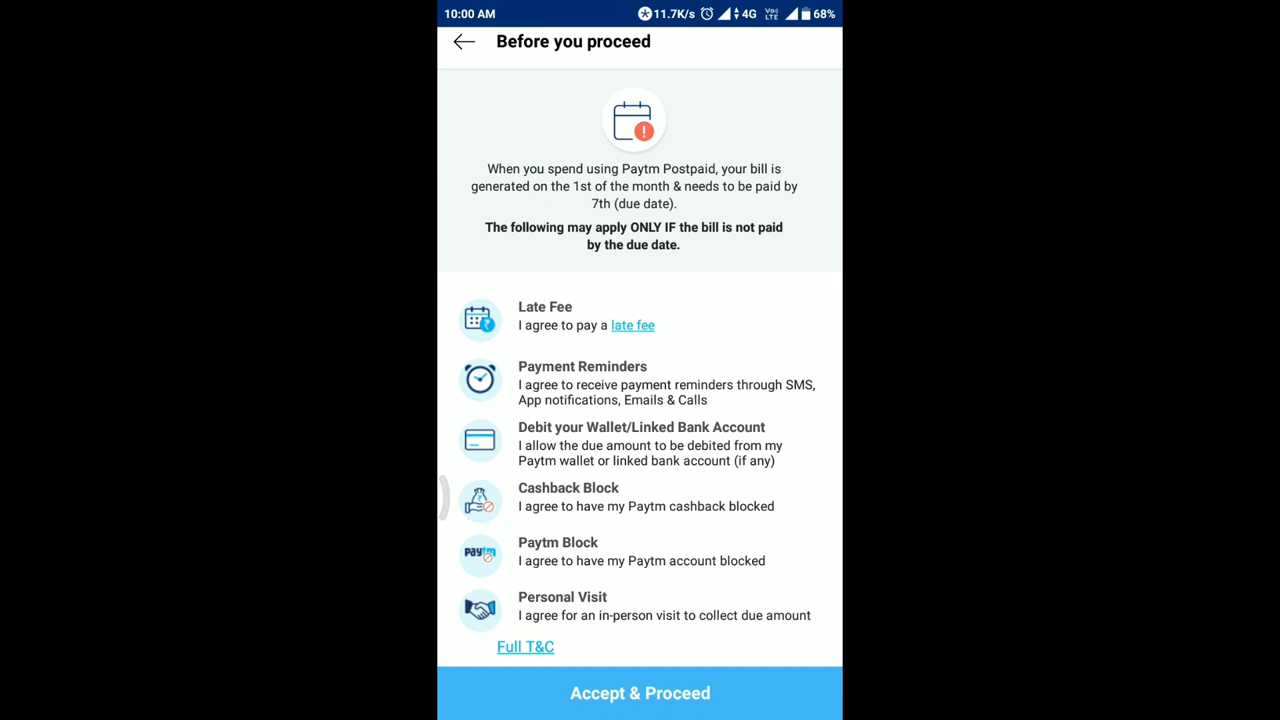 10:00 AM 11.7K/s 4G VoLTE 68%
Before you proceed
When you spend using Paytm Postpaid, your bill is
generated on the 1st of the month & needs to be paid by
7th (due date).
The following may apply ONLY IF the bill is not paid
by the due date.
Late Fee
I agree to pay a late fee
Payment Reminders
I agree to receive payment reminders through SMS,
App notifications, Emails & Calls
Debit your Wallet/Linked Bank Account
I allow the due amount to be debited from my
Paytm wallet or linked bank account (if any)
Cashback Block
I agree to have my Paytm cashback blocked
paytm
Paytm Block
I agree to have my Paytm account blocked
Personal Visit
I agree for an in-person visit to collect due amount
Full T&C
Accept & Proceed